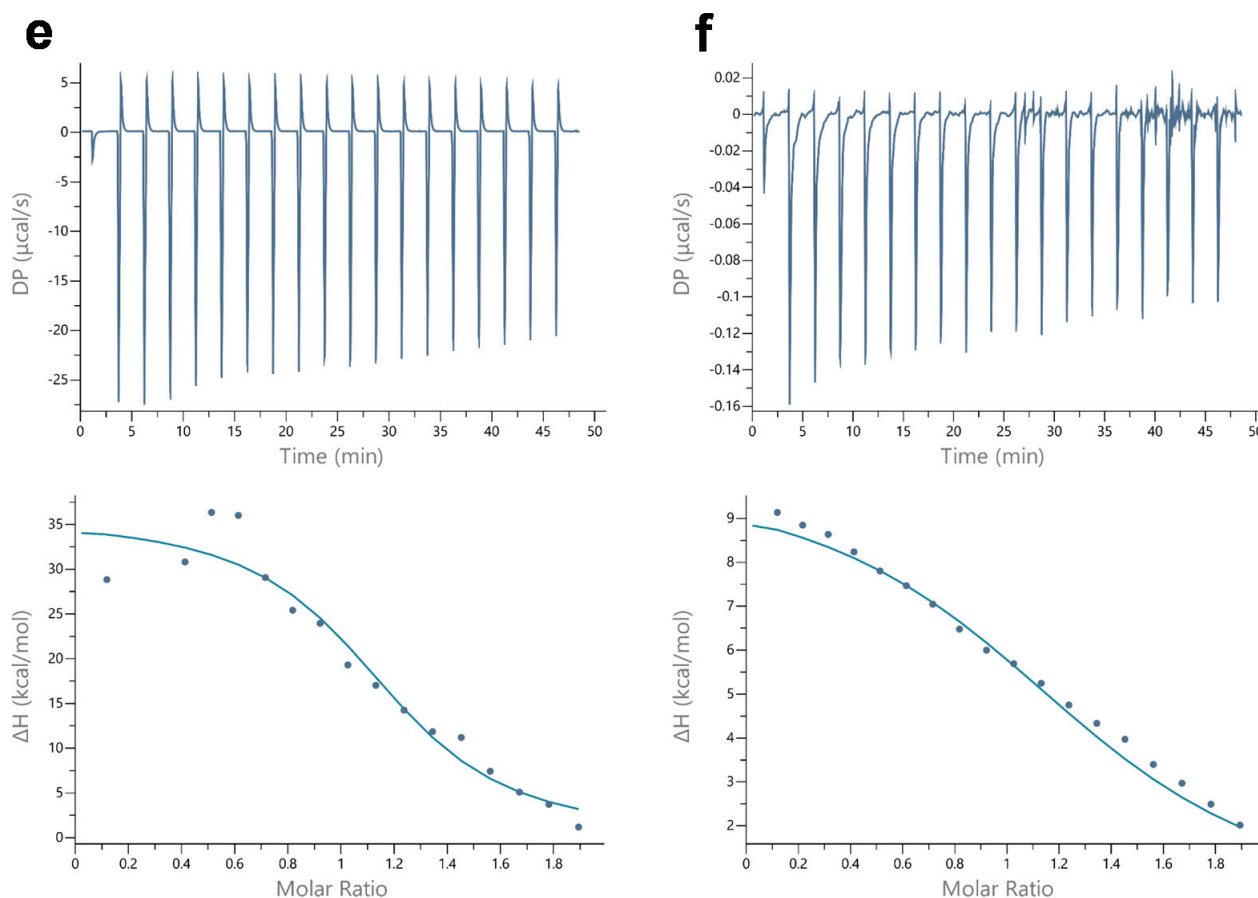 e
f
5
0
-5
-10
-15
-20
-25
DP (µcal/s)
0 5 10 15 20 25 30 35 40 45 50
Time (min)
0.02
0
-0.02
-0.04
-0.06
-0.08
-0.1
-0.12
-0.14
-0.16
DP (µcal/s)
0 5 10 15 20 25 30 35 40 45 50
Time (min)
35
30
25
20
15
10
5
0
ΔH (kcal/mol)
0 0.2 0.4 0.6 0.8 1 1.2 1.4 1.6 1.8
Molar Ratio
9
8
7
6
5
4
3
2
ΔH (kcal/mol)
0 0.2 0.4 0.6 0.8 1 1.2 1.4 1.6 1.8
Molar Ratio